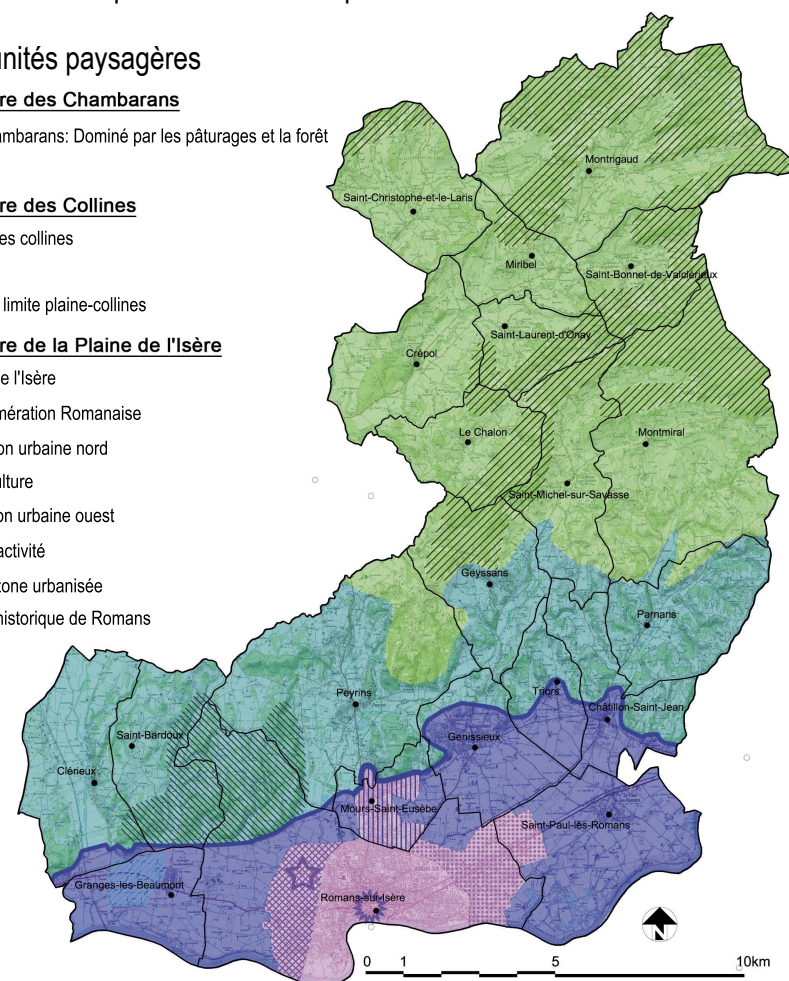 unités paysagères
re des Chambarans
mbarans: Dominé par les pâturages et la forêt
re des Collines
es collines
limite plaine-collines
re de la Plaine de l'Isère
e l'Isère
mération Romanaise
on urbaine nord
ulture
on urbaine ouest
activité
zone urbanisée
historique de Romans
Montrigaud
Saint-Christophe-et-le-Laris
Miribel
Saint-Bonnet-de-Valclérieux
Saint-Laurent-d'Onay
Crépol
Le Chalon
Montmiral
Saint-Michel-sur-Savasse
Geyssans
Parnans
Triors
Peyrins
Châtillon-Saint-Jean
Saint-Bardoux
Génissieux
Clérieux
Mours-Saint-Eusèbe
Saint-Paul-lès-Romans
Granges-les-Beaumont
Romans-sur-Isère
N
0 1 5 10km